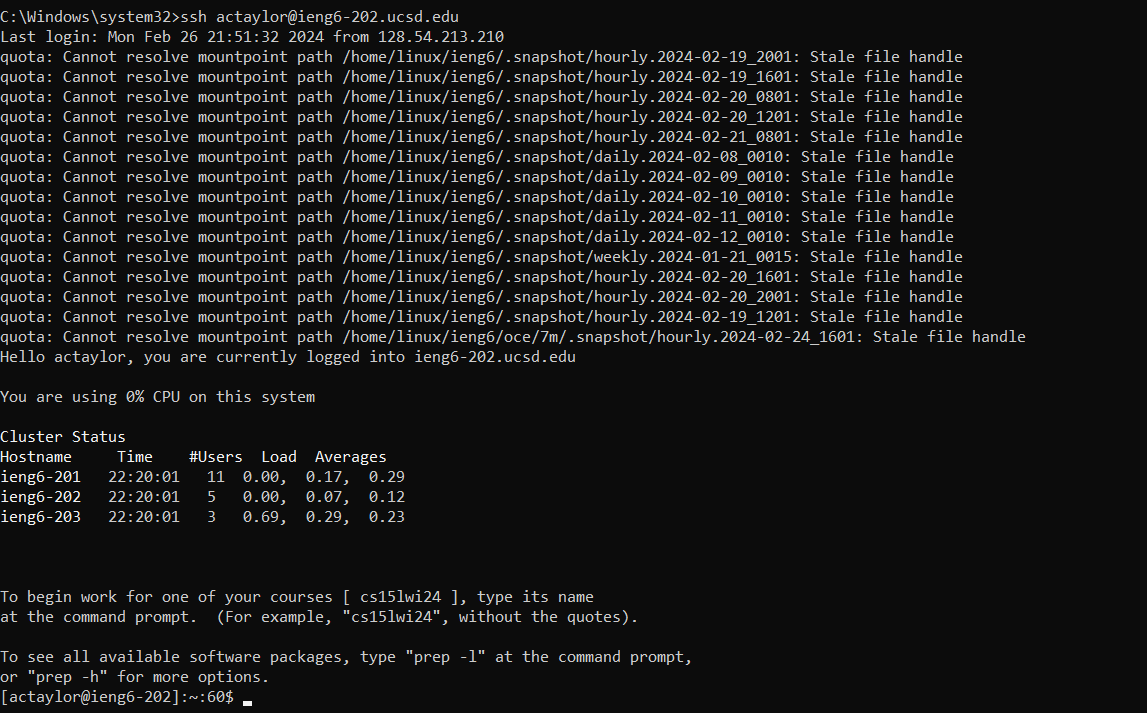 C:\Windows\system32>ssh actaylor@ieng6-202.ucsd.edu
Last login: Mon Feb 26 21:51:32 2024 from 128.54.213.210
quota: Cannot resolve mountpoint path /home/linux/ieng6/.snapshot/hourly.2024-02-19_2001: Stale file handle
quota: Cannot resolve mountpoint path /home/linux/ieng6/.snapshot/hourly.2024-02-19_1601: Stale file handle
quota: Cannot resolve mountpoint path /home/linux/ieng6/.snapshot/hourly.2024-02-20_0801: Stale file handle
quota: Cannot resolve mountpoint path /home/linux/ieng6/.snapshot/hourly.2024-02-20_1201: Stale file handle
quota: Cannot resolve mountpoint path /home/linux/ieng6/.snapshot/hourly.2024-02-21_0801: Stale file handle
quota: Cannot resolve mountpoint path /home/linux/ieng6/.snapshot/daily.2024-02-08_0010: Stale file handle
quota: Cannot resolve mountpoint path /home/linux/ieng6/.snapshot/daily.2024-02-09_0010: Stale file handle
quota: Cannot resolve mountpoint path /home/linux/ieng6/.snapshot/daily.2024-02-10_0010: Stale file handle
quota: Cannot resolve mountpoint path /home/linux/ieng6/.snapshot/daily.2024-02-11_0010: Stale file handle
quota: Cannot resolve mountpoint path /home/linux/ieng6/.snapshot/daily.2024-02-12_0010: Stale file handle
quota: Cannot resolve mountpoint path /home/linux/ieng6/.snapshot/weekly.2024-01-21_0015: Stale file handle
quota: Cannot resolve mountpoint path /home/linux/ieng6/.snapshot/hourly.2024-02-20_1601: Stale file handle
quota: Cannot resolve mountpoint path /home/linux/ieng6/.snapshot/hourly.2024-02-20_2001: Stale file handle
quota: Cannot resolve mountpoint path /home/linux/ieng6/.snapshot/hourly.2024-02-19_1201: Stale file handle
quota: Cannot resolve mountpoint path /home/linux/ieng6/oce/7m/.snapshot/hourly.2024-02-24_1601: Stale file handle
Hello actaylor, you are currently logged into ieng6-202.ucsd.edu

You are using 0% CPU on this system

Cluster Status
Hostname     Time    #Users  Load  Averages
ieng6-201   22:20:01   11  0.00,  0.17,  0.29
ieng6-202   22:20:01   5   0.00,  0.07,  0.12
ieng6-203   22:20:01   3   0.69,  0.29,  0.23

To begin work for one of your courses [ cs15lwi24 ], type its name
at the command prompt.  (For example, "cs15lwi24", without the quotes).

To see all available software packages, type "prep -l" at the command prompt,
or "prep -h" for more options.
[actaylor@ieng6-202]:~:60$